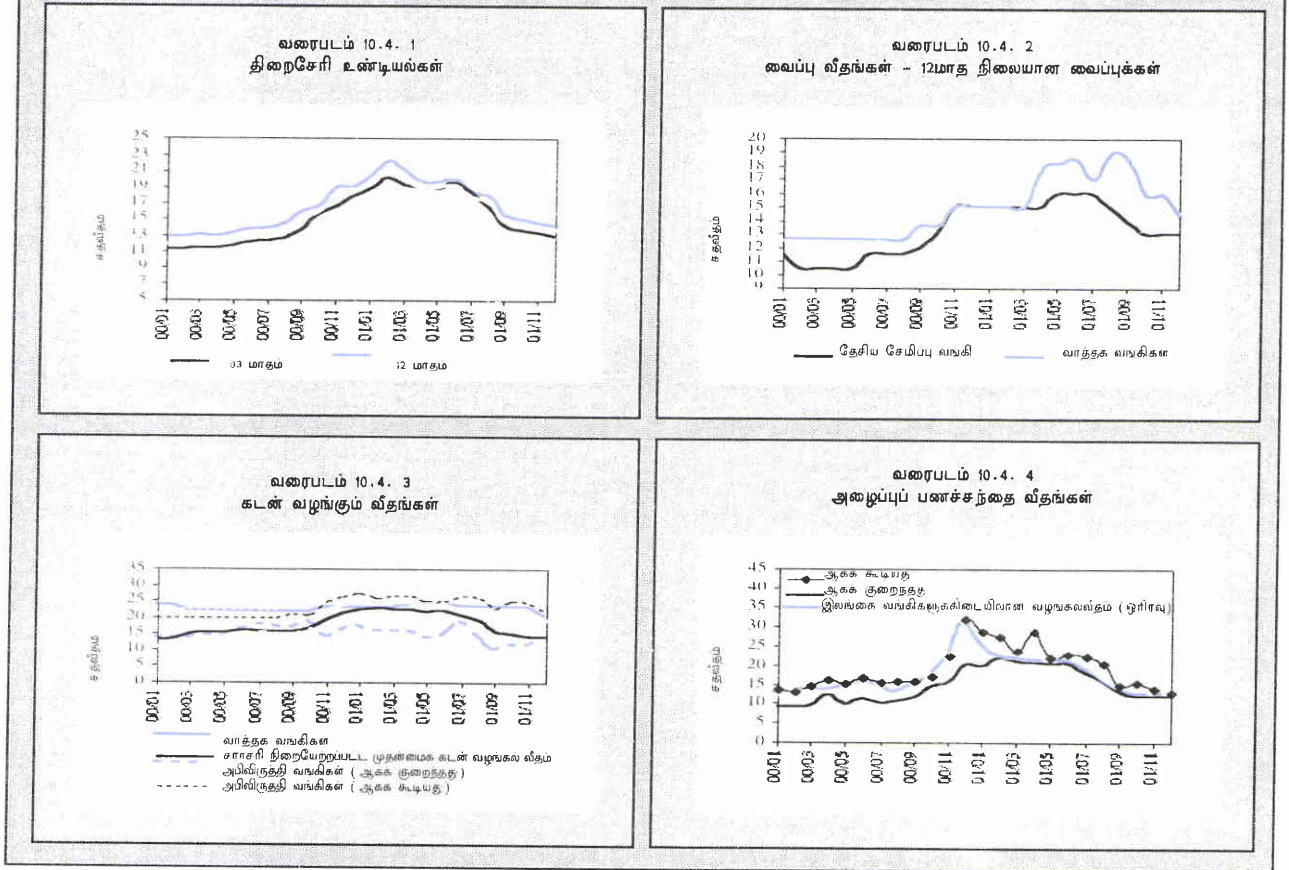 வரைபடம் 10.4. 1
திறைசேரி உண்டியல்கள்
25
23
21
19
17
15
13
11
9
7
சதவீதம்
00/01 00/03 00/05 00/07 00/09 00/11 01/01 01/03 01/05 01/07 01/09 01/11
03 மாதம் 12 மாதம்
வரைபடம் 10.4. 2
வைப்பு வீதங்கள் - 12மாத நிலையான வைப்புக்கள்
20
19
18
17
16
15
14
13
12
11
10
9
சதவீதம்
00/01 00/03 00/05 00/07 00/09 00/11 01/01 01/03 01/05 01/07 01/09 01/11
தேசிய சேமிப்பு வங்கி வாத்தக வங்கிகள
வரைபடம் 10.4. 3
கடன் வழங்கும் வீதங்கள்
35
30
25
20
15
10
5
0
சதவீதம்
00/01 00/03 00/05 00/07 00/09 00/11 01/01 01/03 01/05 01/07 01/09 01/11
வாத்தக வங்கிகள
சராசரி நிறையேற்றப்பட்ட முதன்மைக் கடன் வழங்கல் வீதம்
அபிவிருத்தி வங்கிகள் ( ஆகக் குறைந்தது )
அபிவிருத்தி வங்கிகள் ( ஆகக் கூடியது )
வரைபடம் 10.4. 4
அழைப்புப் பணச்சந்தை வீதங்கள்
45
40
35
30
25
20
15
10
5
0
சதவீதம்
ஆகக் கூடியது
ஆகக் குறைந்தது
இலங்கை வங்கிகளுக்கிடையிலான வழங்கல்வீதம் ( ஓரிரவு )
00/01 00/03 00/05 00/07 00/09 00/11 01/01 01/03 01/05 01/07 01/09 01/11